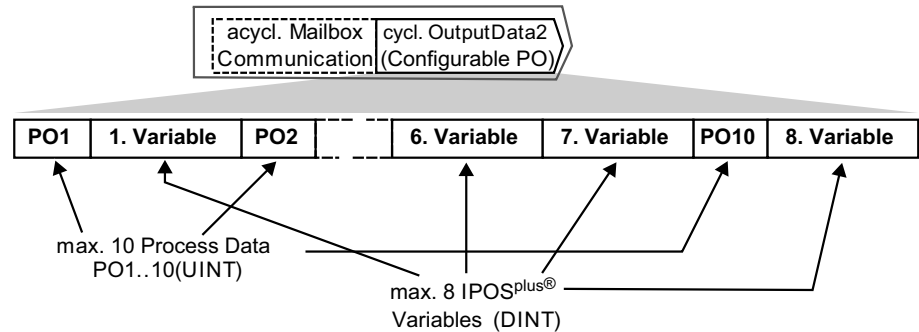 acycl. Mailbox
Communication
cycl. OutputData2
(Configurable PO)
PO1 1. Variable PO2 6. Variable 7. Variable PO10 8. Variable
max. 10 Process Data
PO1..10(UINT)
max. 8 IPOSplus®
Variables (DINT)